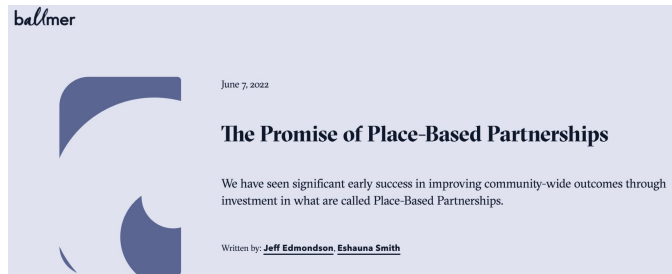 ballmer
June 7, 2022
The Promise of Place-Based Partnerships
We have seen significant early success in improving community-wide outcomes through
investment in what are called Place-Based Partnerships.
Written by: Jeff Edmondson, Eshauna Smith